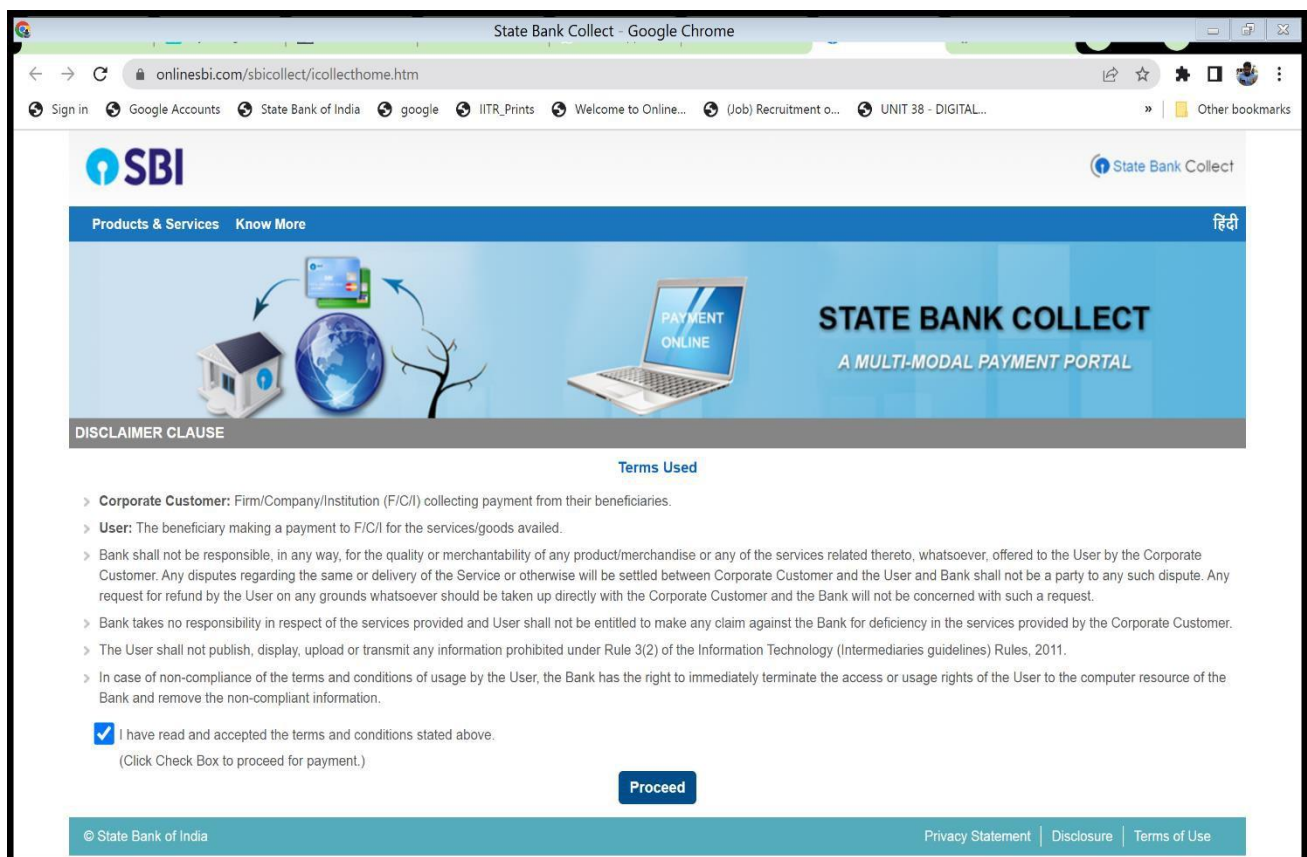 State Bank Collect - Google Chrome
onlinesbi.com/sbicollect/icollecthome.htm
Sign in Google Accounts State Bank of India google IITR_Prints Welcome to Online... (Job) Recruitment o... UNIT 38 - DIGITAL... » Other bookmarks
SBI State Bank Collect
Products & Services Know More हिंदी
PAYMENT
ONLINE
STATE BANK COLLECT
A MULTI-MODAL PAYMENT PORTAL
DISCLAIMER CLAUSE
Terms Used
Corporate Customer: Firm/Company/Institution (F/C/I) collecting payment from their beneficiaries.
User: The beneficiary making a payment to F/C/I for the services/goods availed.
Bank shall not be responsible, in any way, for the quality or merchantability of any product/merchandise or any of the services related thereto, whatsoever, offered to the User by the Corporate
Customer. Any disputes regarding the same or delivery of the Service or otherwise will be settled between Corporate Customer and the User and Bank shall not be a party to any such dispute. Any
request for refund by the User on any grounds whatsoever should be taken up directly with the Corporate Customer and the Bank will not be concerned with such a request.
Bank takes no responsibility in respect of the services provided and User shall not be entitled to make any claim against the Bank for deficiency in the services provided by the Corporate Customer.
The User shall not publish, display, upload or transmit any information prohibited under Rule 3(2) of the Information Technology (Intermediaries guidelines) Rules, 2011.
In case of non-compliance of the terms and conditions of usage by the User, the Bank has the right to immediately terminate the access or usage rights of the User to the computer resource of the
Bank and remove the non-compliant information.
I have read and accepted the terms and conditions stated above.
(Click Check Box to proceed for payment.)
Proceed
© State Bank of India Privacy Statement | Disclosure | Terms of Use